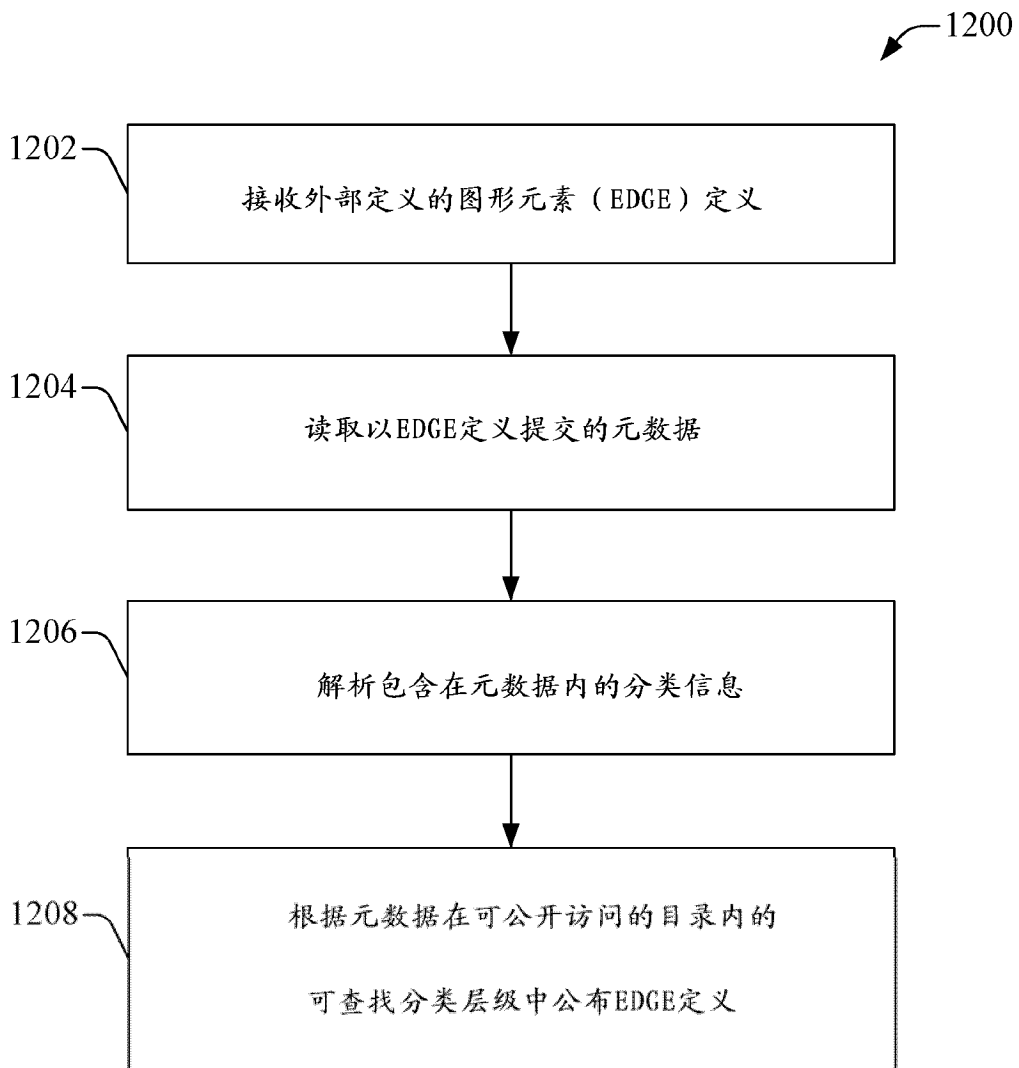 1200
1202
接收外部定义的图形元素（EDGE）定义
1204
读取以EDGE定义提交的元数据
1206
解析包含在元数据内的分类信息
1208
根据元数据在可公开访问的目录内的
可查找分类层级中公布EDGE定义